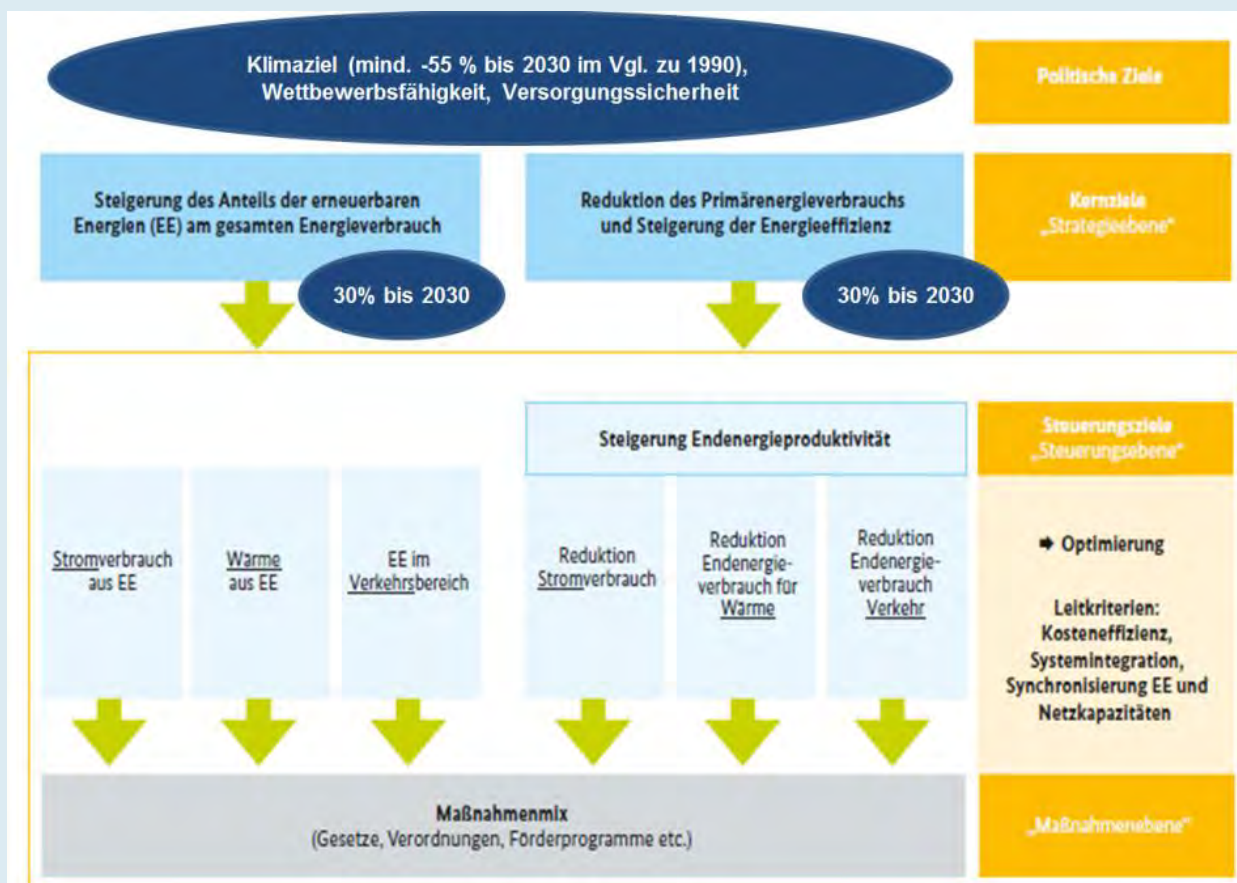 Klimaziel (mind. -55 % bis 2030 im Vgl. zu 1990),
Wettbewerbsfähigkeit, Versorgungssicherheit
Politische Ziele
Steigerung des Anteils der erneuerbaren
Energien (EE) am gesamten Energieverbrauch
Reduktion des Primärenergieverbrauchs
und Steigerung der Energieeffizienz
Kernziele
„Strategieebene“
30% bis 2030
30% bis 2030
Steigerung Endenergieproduktivität
Steuerungsziele
„Steuerungsebene“
Stromverbrauch
aus EE
Wärme
aus EE
EE im
Verkehrsbereich
Reduktion
Stromverbrauch
Reduktion
Endenergie-
verbrauch für
Wärme
Reduktion
Endenergie-
verbrauch
Verkehr
➡ Optimierung
Leitkriterien:
Kosteneffizienz,
Systemintegration,
Synchronisierung EE und
Netzkapazitäten
Maßnahmenmix
(Gesetze, Verordnungen, Förderprogramme etc.)
„Maßnahmenebene“